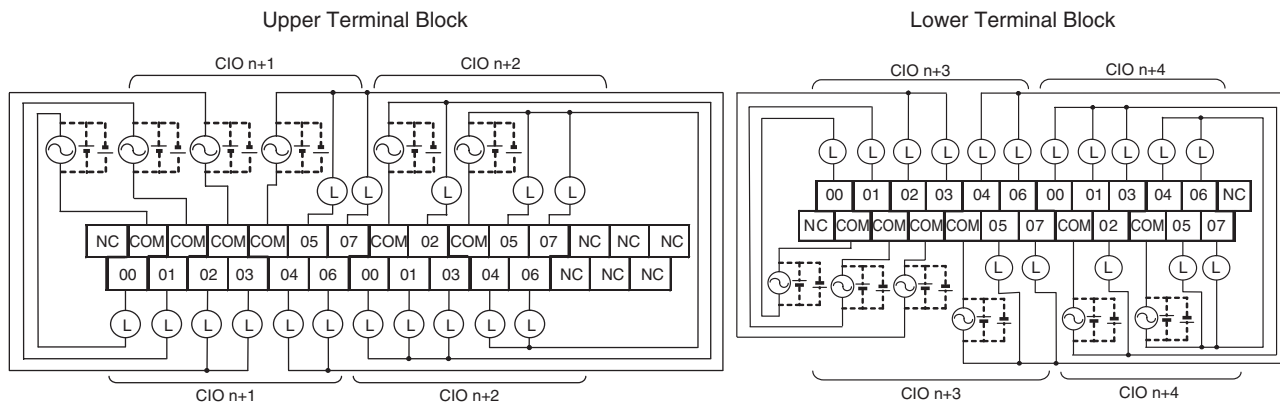 Upper Terminal Block
CIO n+1 CIO n+2
L L L L L
NC COM COM COM COM 05 07 COM 02 COM 05 07 NC NC NC
00 01 02 03 04 06 00 01 03 04 06 NC NC NC
L L L L L L L L L L L
CIO n+1 CIO n+2
Lower Terminal Block
CIO n+3 CIO n+4
L L L L L L L L L L L
00 01 02 03 04 06 00 01 03 04 06 NC
NC COM COM COM COM 05 07 COM 02 COM 05 07
L L L L L
CIO n+3 CIO n+4